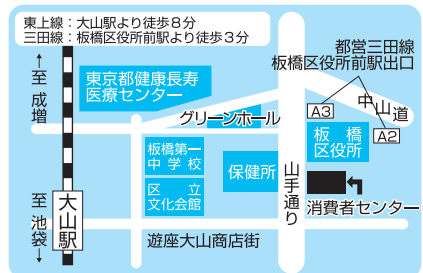 東上線：大山駅より徒歩８分
三田線：板橋区役所前駅より徒歩３分
都営三田線
板橋区役所前駅出口
←至 成増
東京都健康長寿
医療センター
グリーンホール
A3
中山道
A2
板橋
区役所
板橋第一
中学校
保健所
山手通り
区立
文化会館
消費者センター
大山駅
至 池袋→
遊座大山商店街